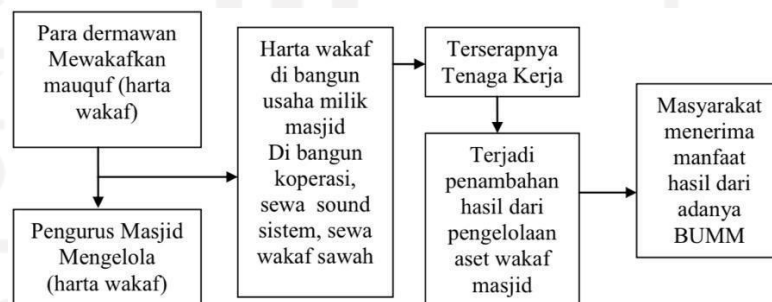 Para dermawan
Mewakafkan
mauquf (harta
wakaf)
Pengurus Masjid
Mengelola
(harta wakaf)
Harta wakaf
di bangun
usaha milik
masjid
Di bangun
koperasi,
sewa sound
sistem, sewa
wakaf sawah
Terserapnya
Tenaga Kerja
Terjadi
penambahan
hasil dari
pengelolaan
aset wakaf
masjid
Masyarakat
menerima
manfaat
hasil dari
adanya
BUMM